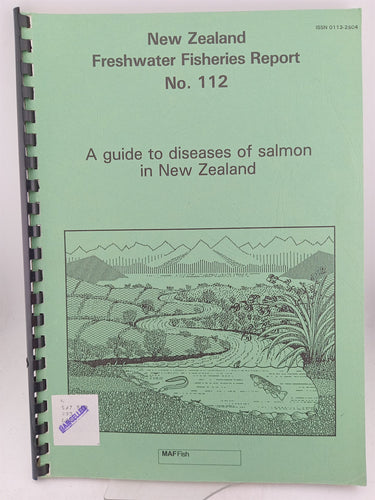 ISSN 0113-2504
New Zealand
Freshwater Fisheries Report
No. 112
A guide to diseases of salmon
in New Zealand
CANCELLED
MAFFish